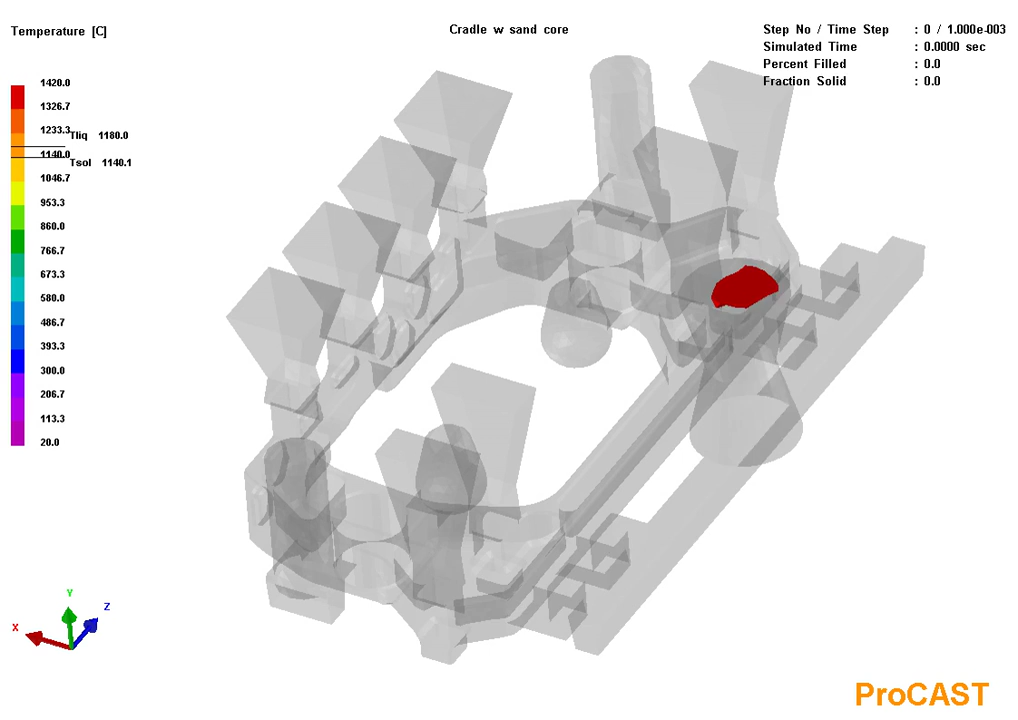 Temperature [C]
Cradle w sand core
Step No / Time Step : 0 / 1.000e-003
Simulated Time : 0.0000 sec
Percent Filled : 0.0
Fraction Solid : 0.0
1420.0
1326.7
1233.3
Tliq 1180.0
1140.0
Tsol 1140.1
1046.7
953.3
860.0
766.7
673.3
580.0
486.7
393.3
300.0
206.7
113.3
20.0
Y
Z
X
ProCAST